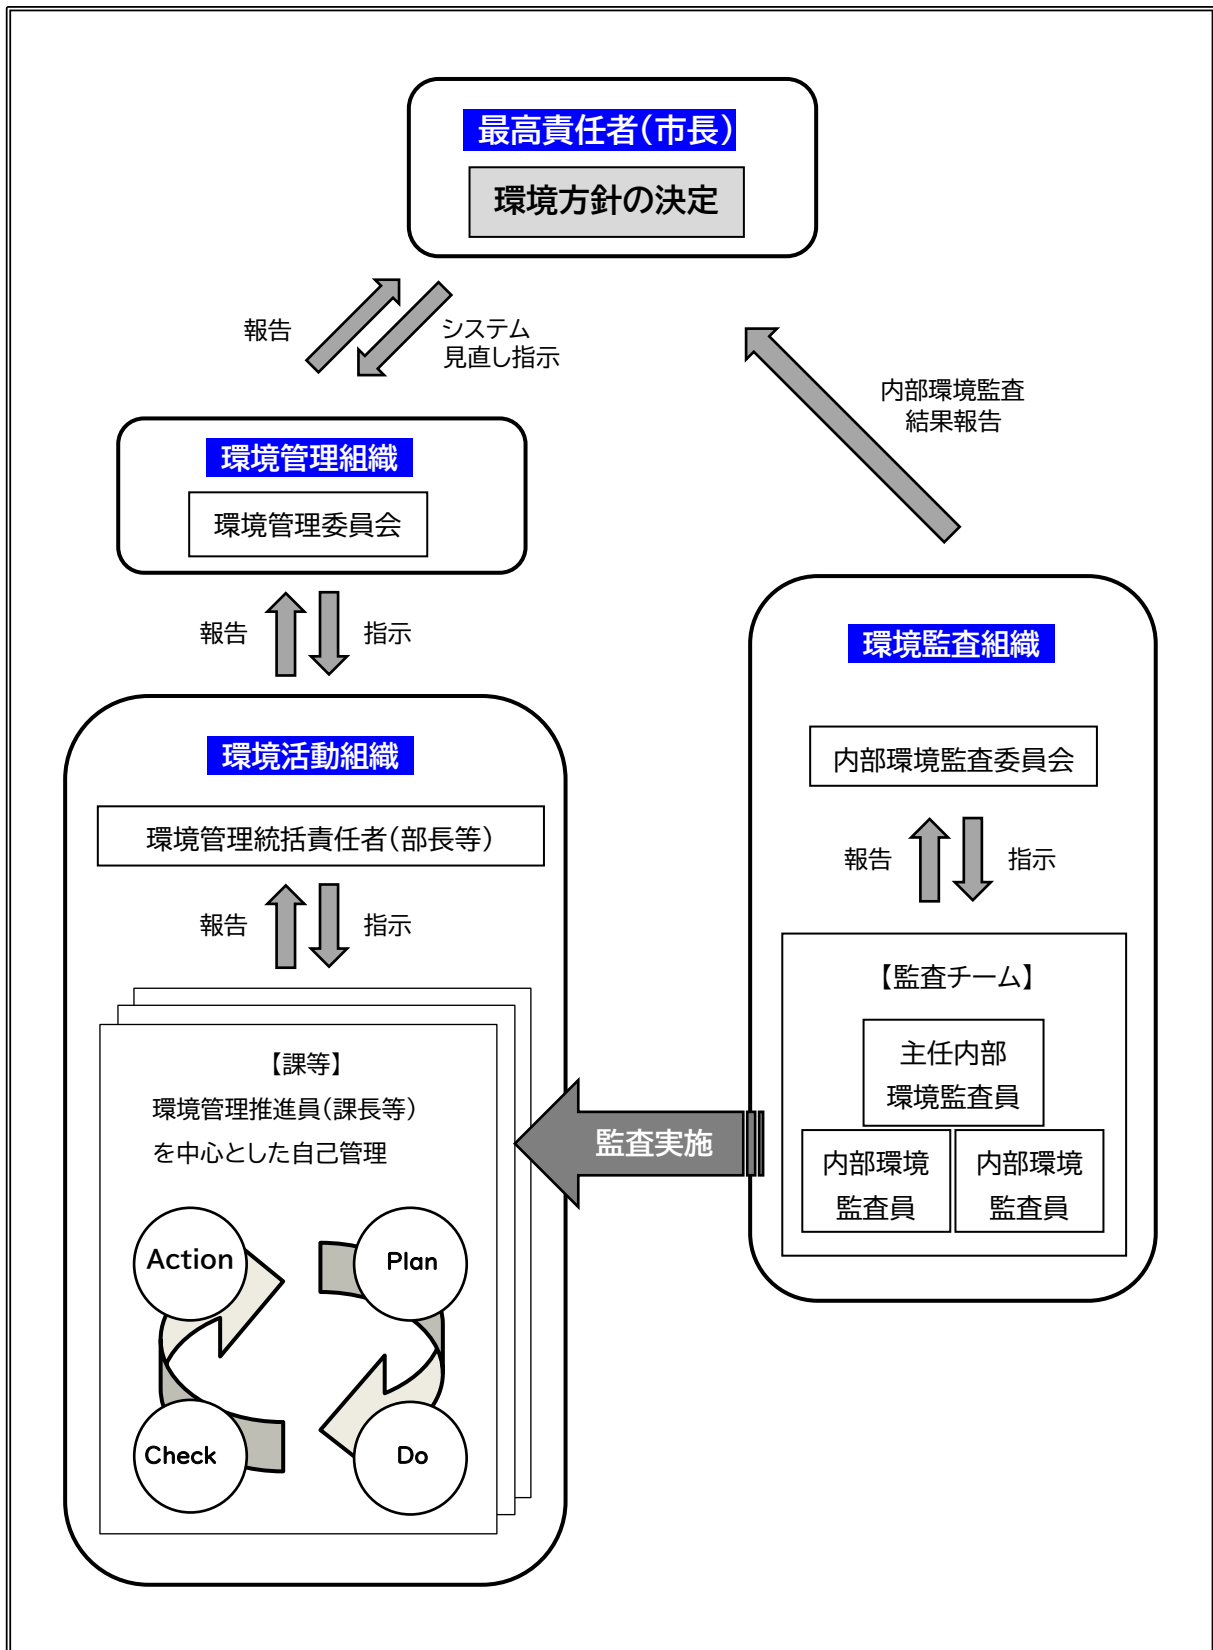 最高責任者（市長）
環境方針の決定
報告
システム
見直し指示
内部環境監査
結果報告
環境管理組織
環境管理委員会
報告
指示
環境監査組織
環境活動組織
内部環境監査委員会
環境管理統括責任者（部長等）
報告
指示
報告
指示
【監査チーム】
主任内部
環境監査員
【課等】
環境管理推進員（課長等）
を中心とした自己管理
監査実施
内部環境
監査員
内部環境
監査員
Action
Plan
Check
Do